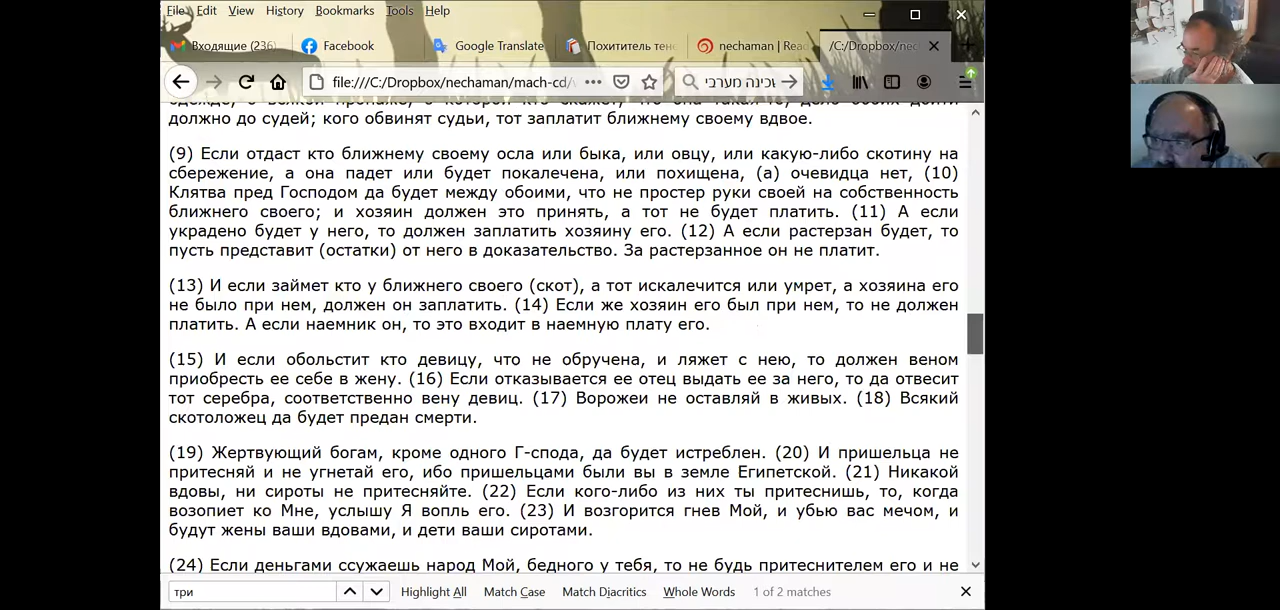 File Edit View History Bookmarks Tools Help
Входящие (236) Facebook Google Translate Похититель тене nechaman | Rea /C:/Dropbox/nec
file:///C:/Dropbox/nechaman/mach-cd/ שכינה מערבי
должно до судей; кого обвинят судьи, тот заплатит ближнему своему вдвое.
(9) Если отдаст кто ближнему своему осла или быка, или овцу, или какую-либо скотину на
сбережение, а она падет или будет покалечена, или похищена, (а) очевидца нет, (10)
Клятва пред Господом да будет между обоими, что не простер руки своей на собственность
ближнего своего; и хозяин должен это принять, а тот не будет платить. (11) А если
украдено будет у него, то должен заплатить хозяину его. (12) А если растерзан будет, то
пусть представит (остатки) от него в доказательство. За растерзанное он не платит.
(13) И если займет кто у ближнего своего (скот), а тот искалечится или умрет, а хозяина его
не было при нем, должен он заплатить. (14) Если же хозяин его был при нем, то не должен
платить. А если наемник он, то это входит в наемную плату его.
(15) И если обольстит кто девицу, что не обручена, и ляжет с нею, то должен веном
приобресть ее себе в жену. (16) Если отказывается ее отец выдать ее за него, то да отвесит
тот серебра, соответственно вену девиц. (17) Ворожеи не оставляй в живых. (18) Всякий
скотоложец да будет предан смерти.
(19) Жертвующий богам, кроме одного Г-спода, да будет истреблен. (20) И пришельца не
притесняй и не угнетай его, ибо пришельцами были вы в земле Египетской. (21) Никакой
вдовы, ни сироты не притесняйте. (22) Если кого-либо из них ты притеснишь, то, когда
возопиет ко Мне, услышу Я вопль его. (23) И возгорится гнев Мой, и убью вас мечом, и
будут жены ваши вдовами, и дети ваши сиротами.
(24) Если деньгами ссужаешь народ Мой, бедного у тебя, то не будь притеснителем его и не
три Highlight All Match Case Match Diacritics Whole Words 1 of 2 matches